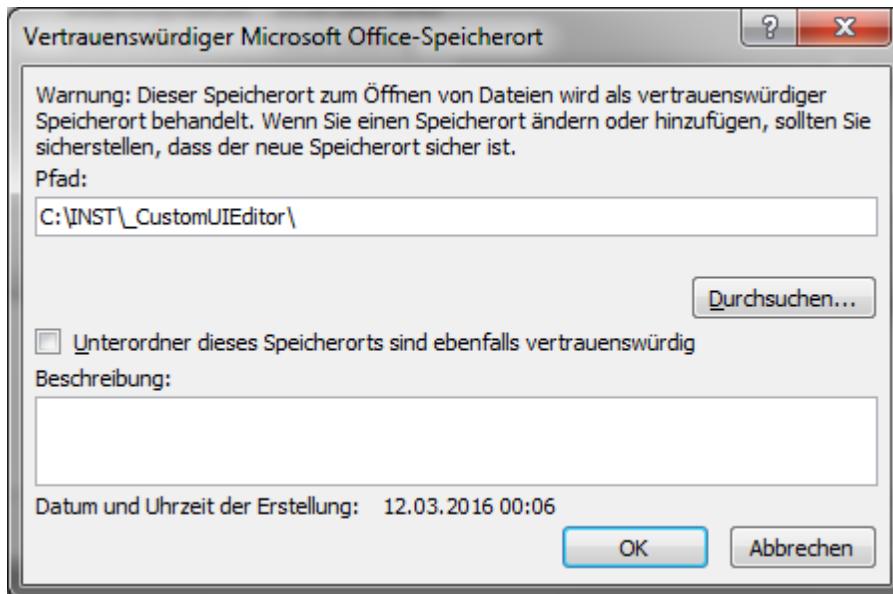 Vertrauenswürdiger Microsoft Office-Speicherort
Warnung: Dieser Speicherort zum Öffnen von Dateien wird als vertrauenswürdiger
Speicherort behandelt. Wenn Sie einen Speicherort ändern oder hinzufügen, sollten Sie
sicherstellen, dass der neue Speicherort sicher ist.
Pfad:
C:\INST\_CustomUIEditor\
Durchsuchen...
Unterordner dieses Speicherorts sind ebenfalls vertrauenswürdig
Beschreibung:
Datum und Uhrzeit der Erstellung: 12.03.2016 00:06
OK Abbrechen